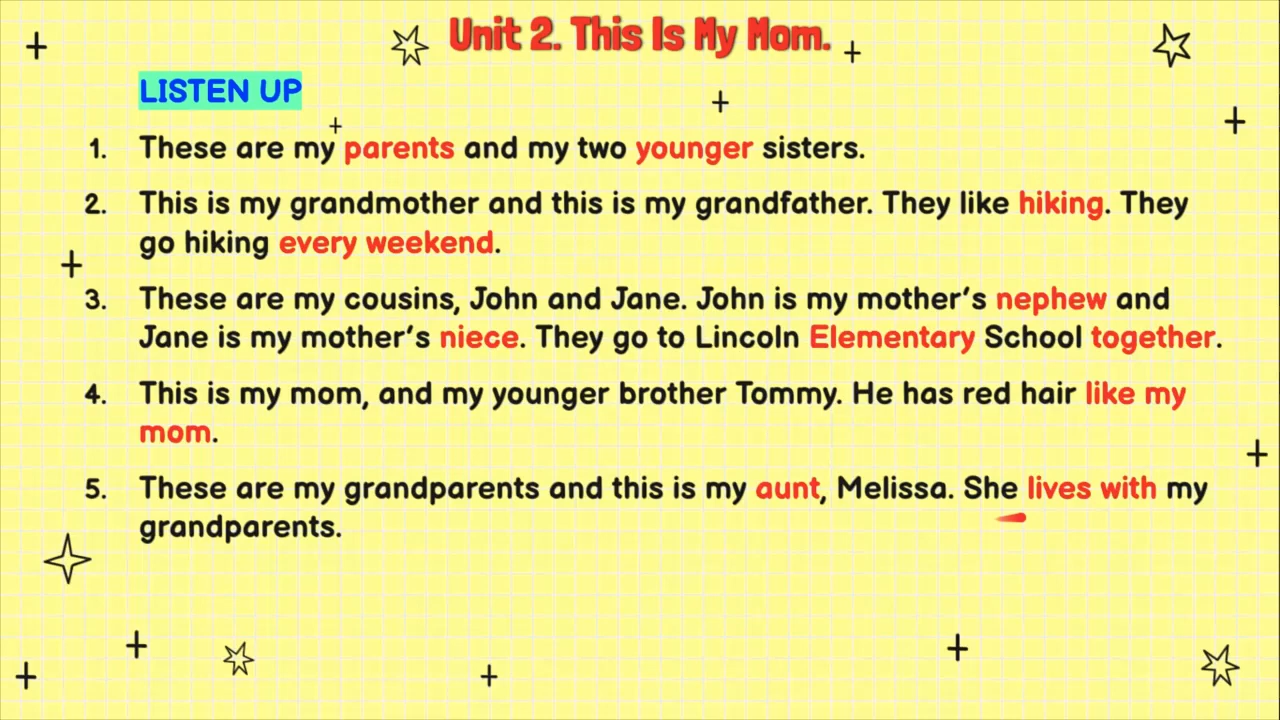 Unit 2. This Is My Mom.
LISTEN UP
1. These are my parents and my two younger sisters.
2. This is my grandmother and this is my grandfather. They like hiking. They
go hiking every weekend.
3. These are my cousins, John and Jane. John is my mother’s nephew and
Jane is my mother’s niece. They go to Lincoln Elementary School together.
4. This is my mom, and my younger brother Tommy. He has red hair like my
mom.
5. These are my grandparents and this is my aunt, Melissa. She lives with my
grandparents.